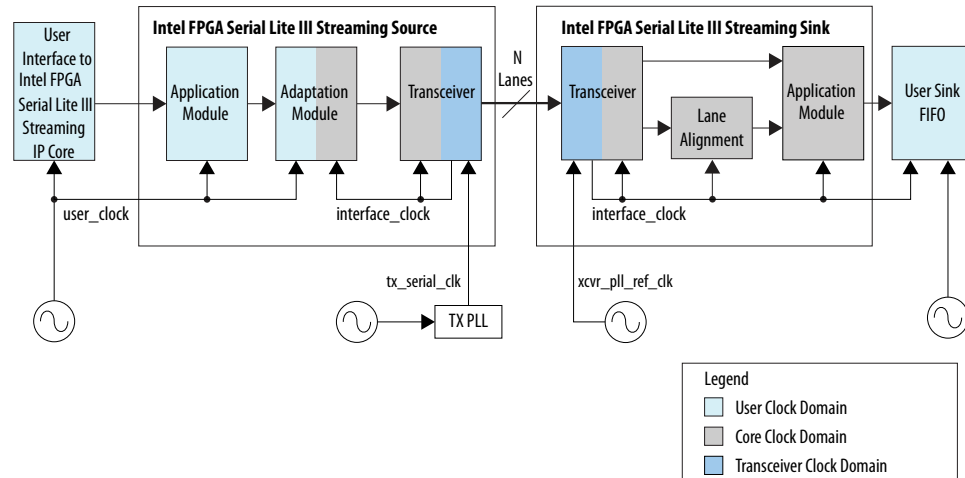 Intel FPGA Serial Lite III Streaming Source
Intel FPGA Serial Lite III Streaming Sink
User
Interface to
Intel FPGA
Serial Lite III
Streaming
IP Core
Application
Module
Adaptation
Module
Transceiver
N
Lanes
Transceiver
Lane
Alignment
Application
Module
User Sink
FIFO
user_clock
interface_clock
interface_clock
tx_serial_clk
xcvr_pll_ref_clk
TX PLL
Legend
User Clock Domain
Core Clock Domain
Transceiver Clock Domain